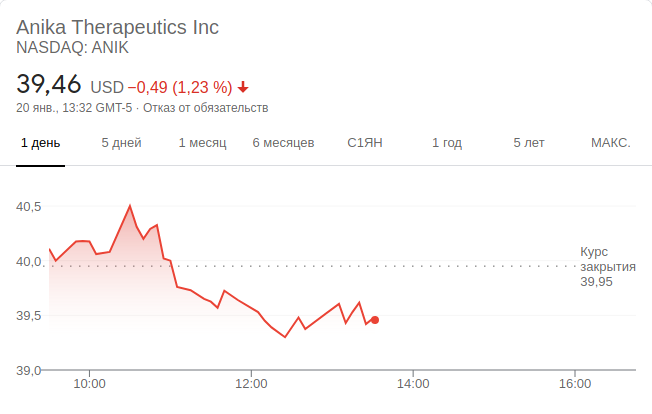 Anika Therapeutics Inc
NASDAQ: ANIK
39,46 USD −0,49 (1,23 %)
20 янв., 13:32 GMT-5 · Отказ от обязательств
1 день 5 дней 1 месяц 6 месяцев С1ЯН 1 год 5 лет МАКС.
40,5
40,0
39,5
39,0
Курс
закрытия
39,95
10:00 12:00 14:00 16:00